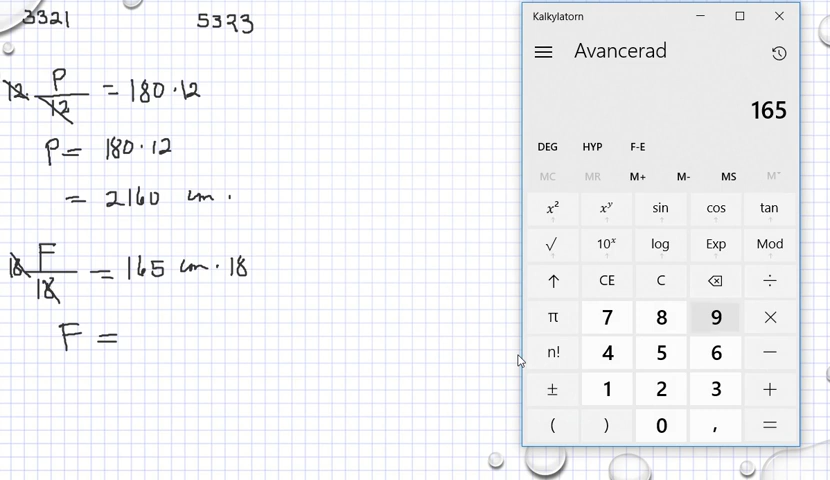 3321 5373
12 · P/12 = 180 · 12
P = 180 · 12
= 2160 cm .
18 F/18 = 165 cm · 18
F =
Kalkylatorn
Avancerad
165
DEG HYP F-E
MC MR M+ M- MS M˅
x² xʸ sin cos tan
√ 10ˣ log Exp Mod
↑ CE C ⌫ ÷
π 7 8 9 ×
n! 4 5 6 −
± 1 2 3 +
( ) 0 , =